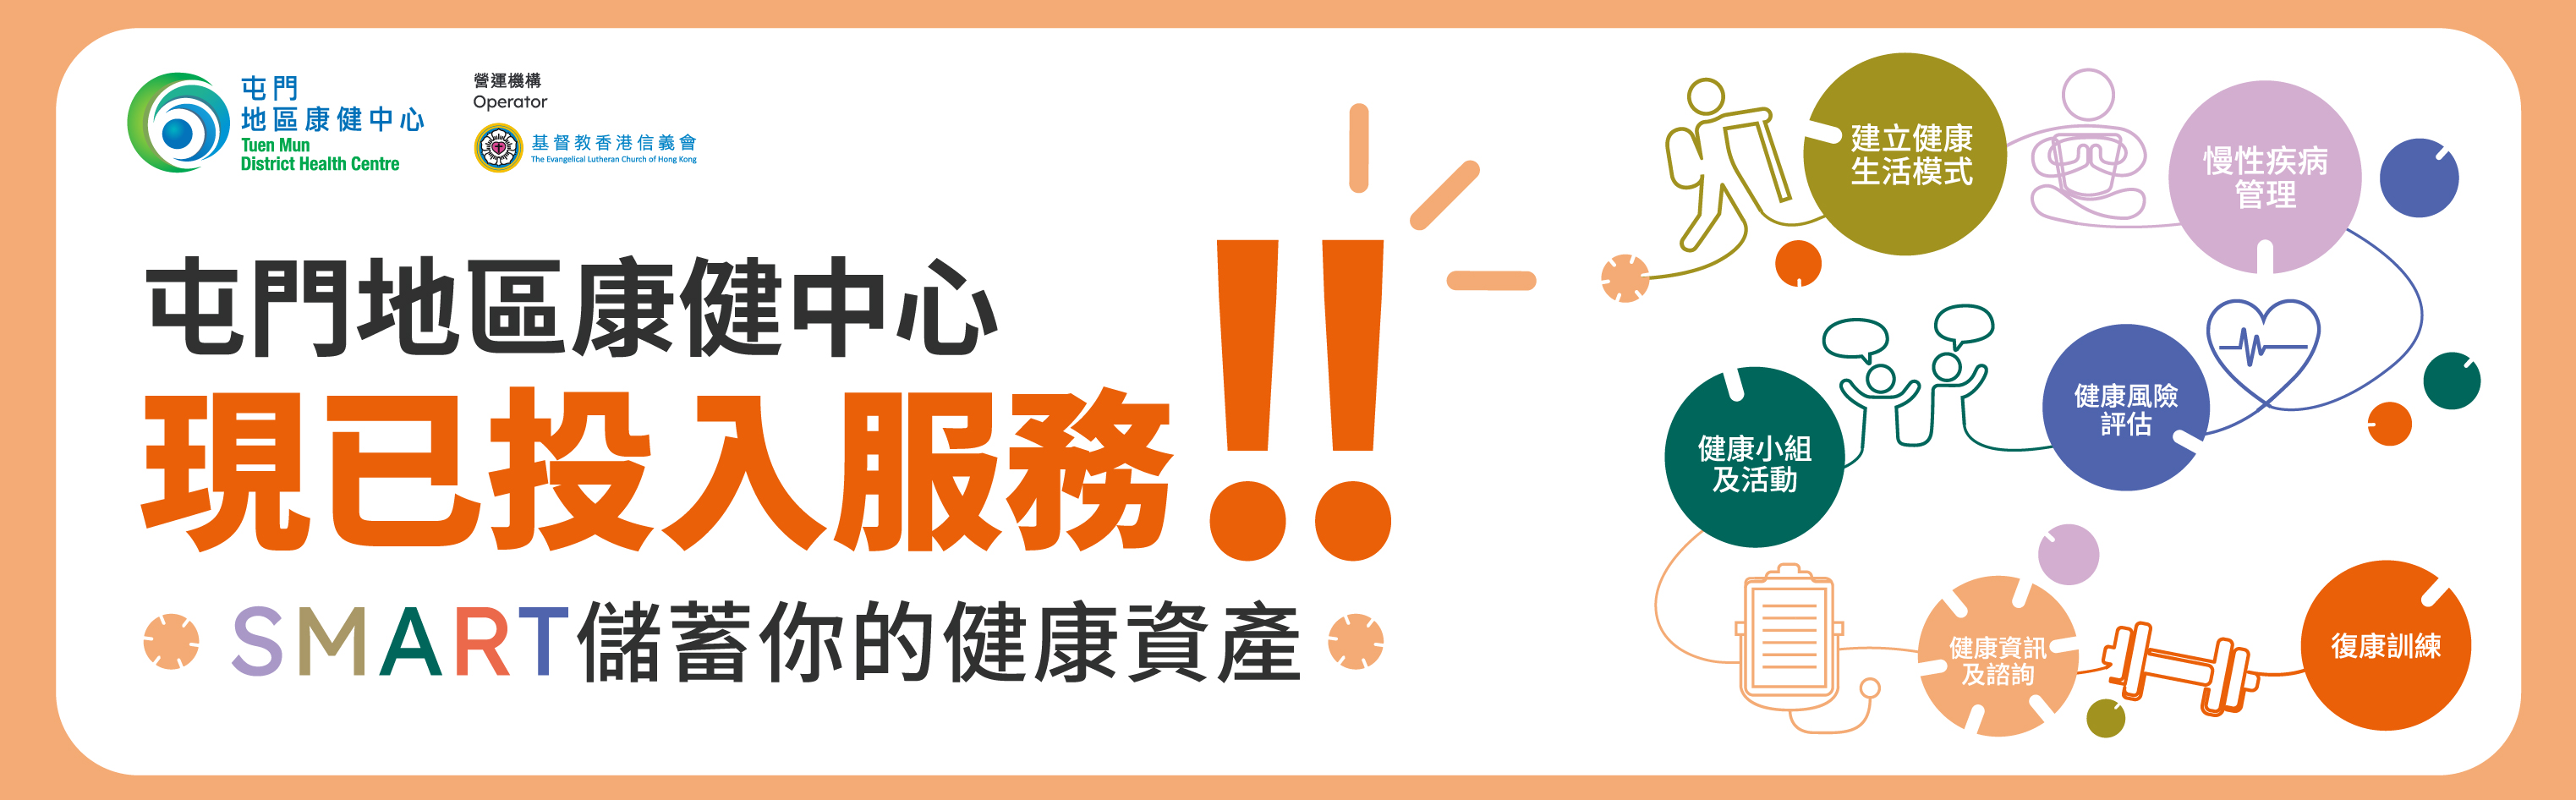 屯門
地區康健中心
Tuen Mun
District Health Centre
營運機構
Operator
基督教香港信義會
The Evangelical Lutheran Church of Hong Kong
屯門地區康健中心
現已投入服務!!
SMART儲蓄你的健康資產
建立健康
生活模式
慢性疾病
管理
健康風險
評估
健康小組
及活動
健康資訊
及諮詢
復康訓練